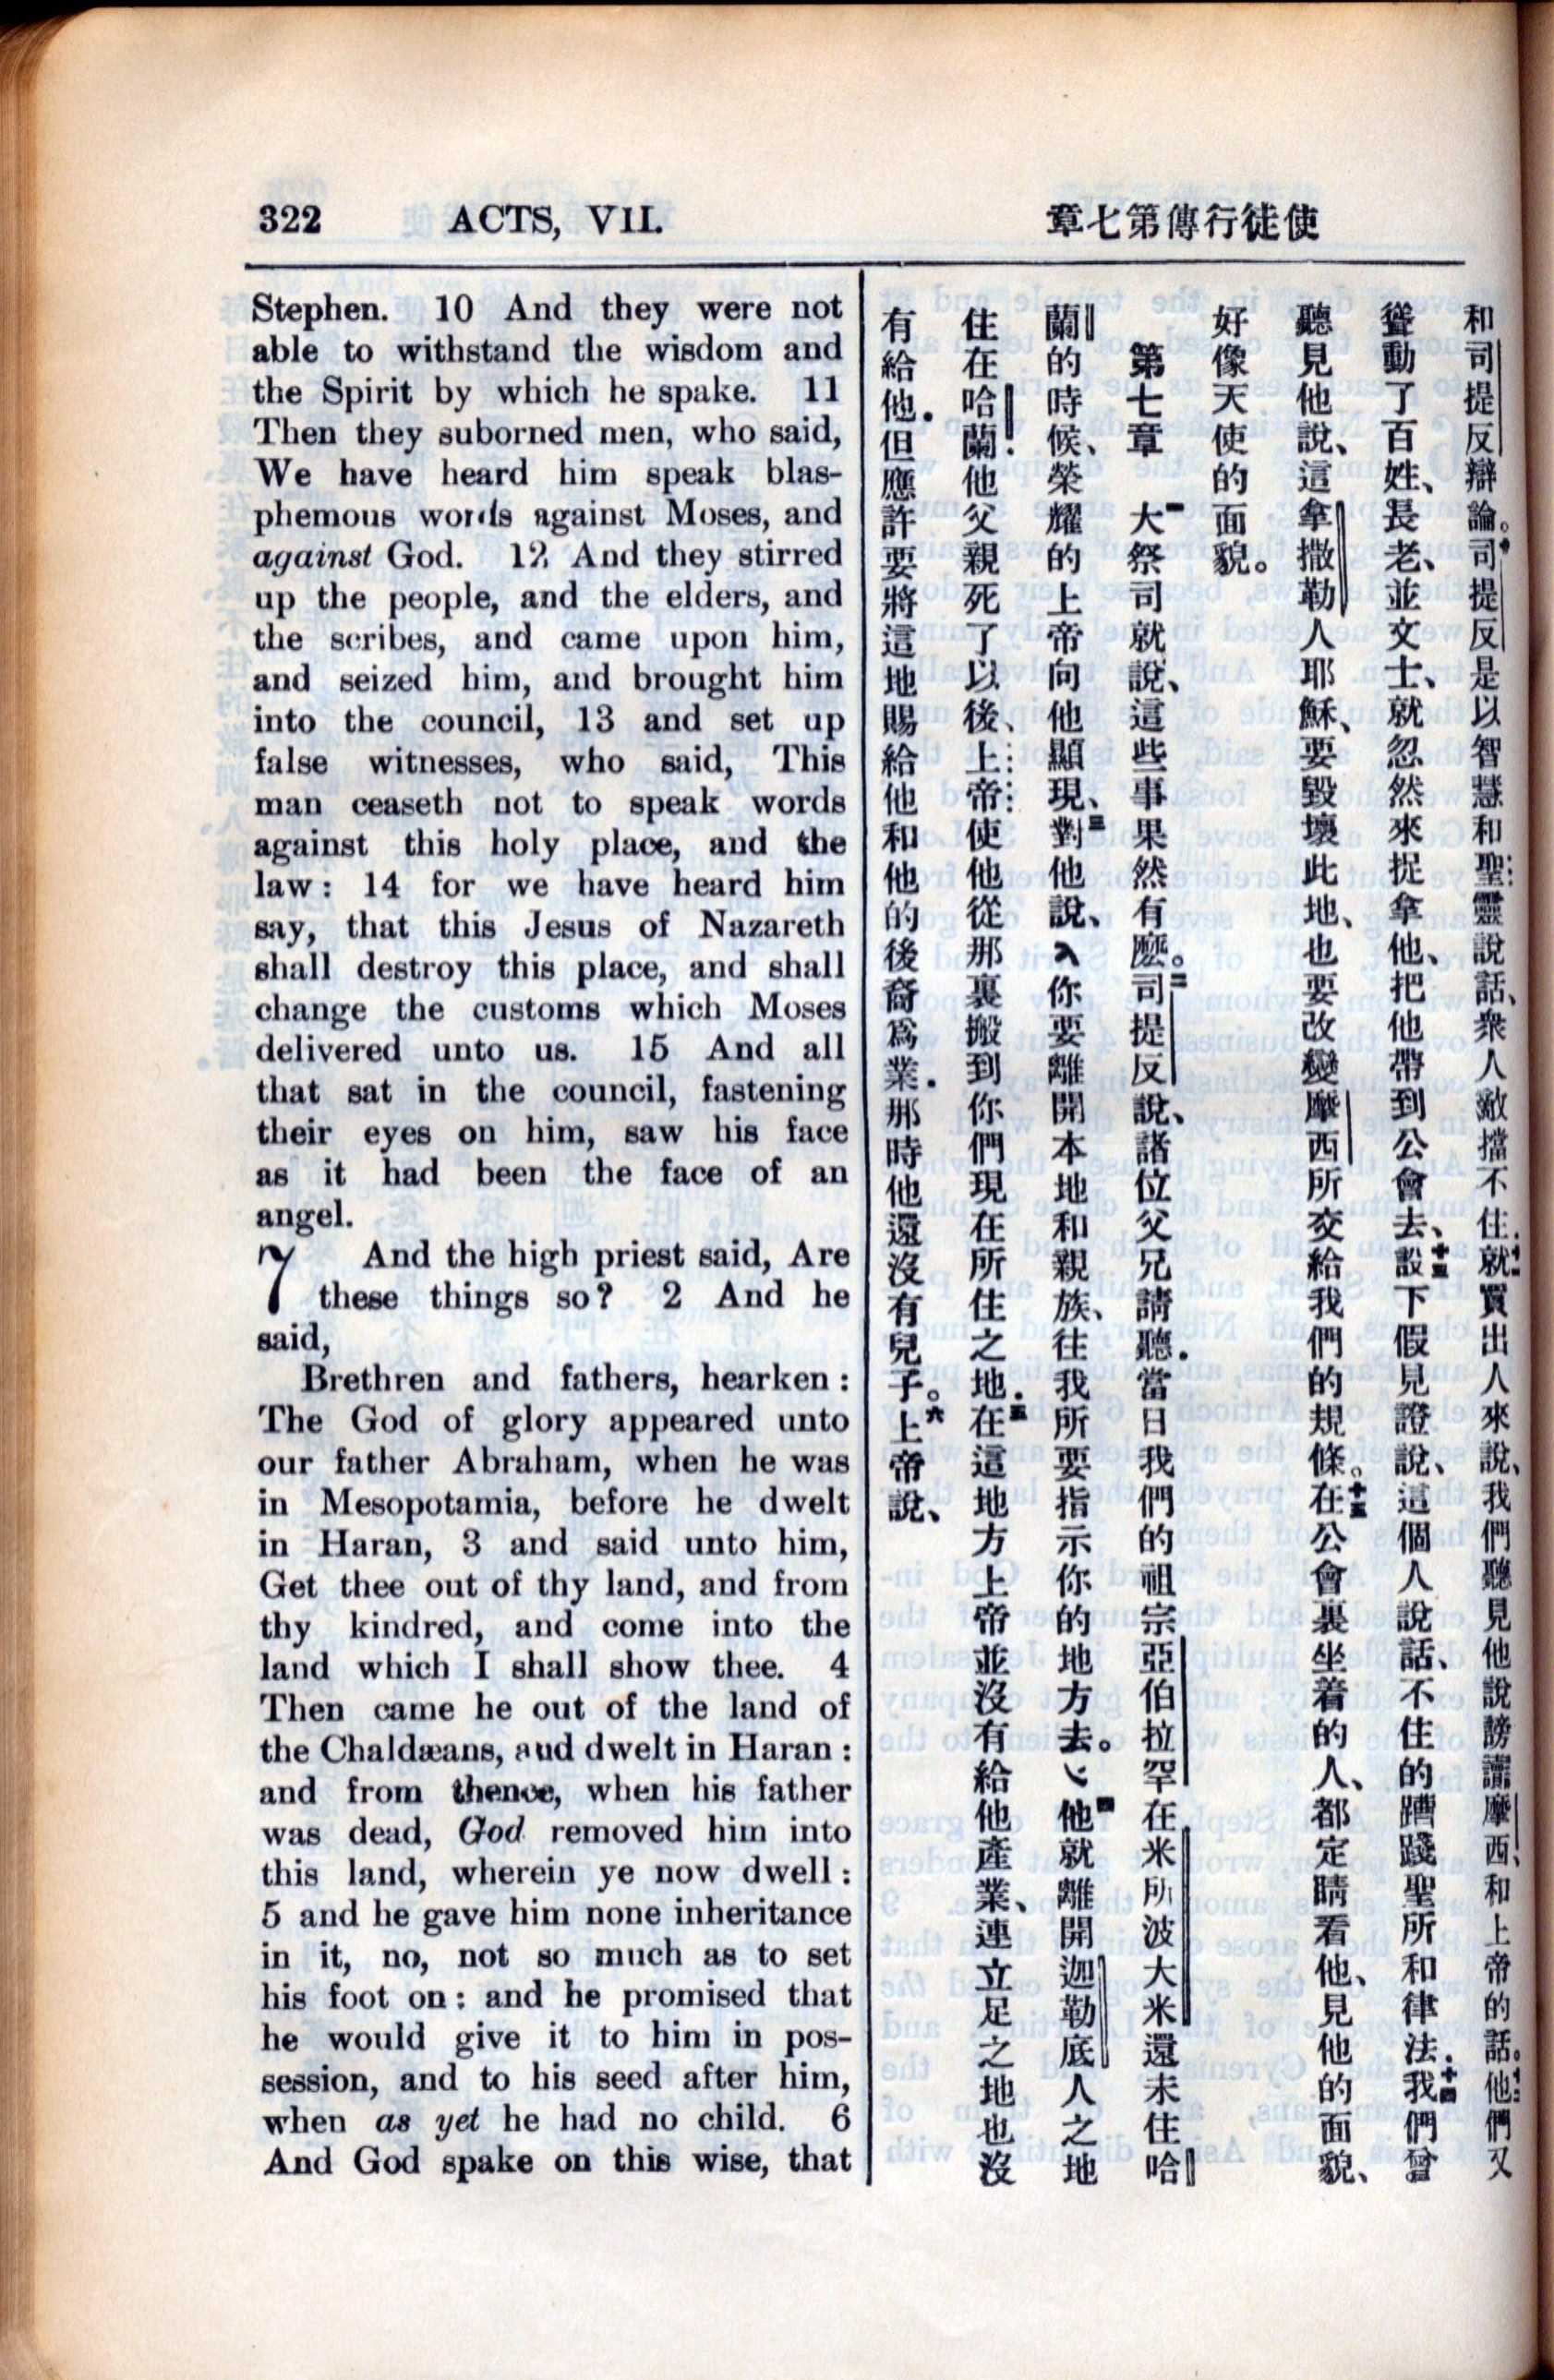 322 ACTS, VII.
章七第傳行徒使
Stephen. 10 And they were not
able to withstand the wisdom and
the Spirit by which he spake. 11
Then they suborned men, who said,
We have heard him speak blas-
phemous words against Moses, and
against God. 12 And they stirred
up the people, and the elders, and
the scribes, and came upon him,
and seized him, and brought him
into the council, 13 and set up
false witnesses, who said, This
man ceaseth not to speak words
against this holy place, and the
law: 14 for we have heard him
say, that this Jesus of Nazareth
shall destroy this place, and shall
change the customs which Moses
delivered unto us. 15 And all
that sat in the council, fastening
their eyes on him, saw his face
as it had been the face of an
angel.
7 And the high priest said, Are
these things so? 2 And he
said,
Brethren and fathers, hearken:
The God of glory appeared unto
our father Abraham, when he was
in Mesopotamia, before he dwelt
in Haran, 3 and said unto him,
Get thee out of thy land, and from
thy kindred, and come into the
land which I shall show thee. 4
Then came he out of the land of
the Chaldæans, and dwelt in Haran:
and from thence, when his father
was dead, God removed him into
this land, wherein ye now dwell:
5 and he gave him none inheritance
in it, no, not so much as to set
his foot on: and he promised that
he would give it to him in pos-
session, and to his seed after him,
when as yet he had no child. 6
And God spake on this wise, that
和司提反辯論。十司提反是以智慧和聖靈說話、衆人敵擋不住.十一就買出人來說、我們聽見他說謗讟摩西、和上帝的話。十二他們又
聳動了百姓、長老、並文士、就忽然來捉拿他、把他帶到公會去、十三設下假見證說、這個人說話、不住的蹧踐聖所和律法.十四我們曾
聽見他說、這拿撒勒人耶穌、要毀壞此地、也要改變摩西所交給我們的規條。十五在公會裏坐着的人、都定睛看他、見他的面貌、
好像天使的面貌。
第七章 一大祭司就說、這些事果然有麽。二司提反說、諸位父兄請聽.當日我們的祖宗亞伯拉罕在米所波大米還未住哈
蘭的時候、榮耀的上帝向他顯現、三對他說、你要離開本地和親族、往我所要指示你的地方去。四他就離開迦勒底人之地
住在哈蘭.他父親死了以後、上帝使他從那裏搬到你們現在所住之地.五在這地方上帝並沒有給他產業、連立足之地也沒
有給他.但應許要將這地賜給他和他的後裔爲業.那時他還沒有兒子。六上帝說、